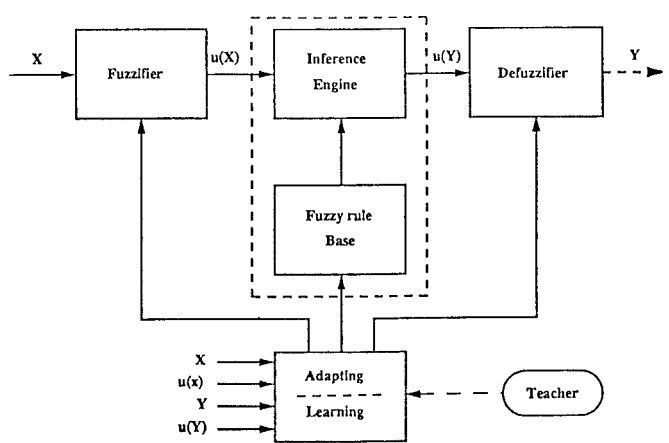 X
Fuzzifier
u(X)
Inference
Engine
u(Y)
Defuzzifier
Y
Fuzzy rule
Base
X
u(x)
Y
u(Y)
Adapting
Learning
Teacher